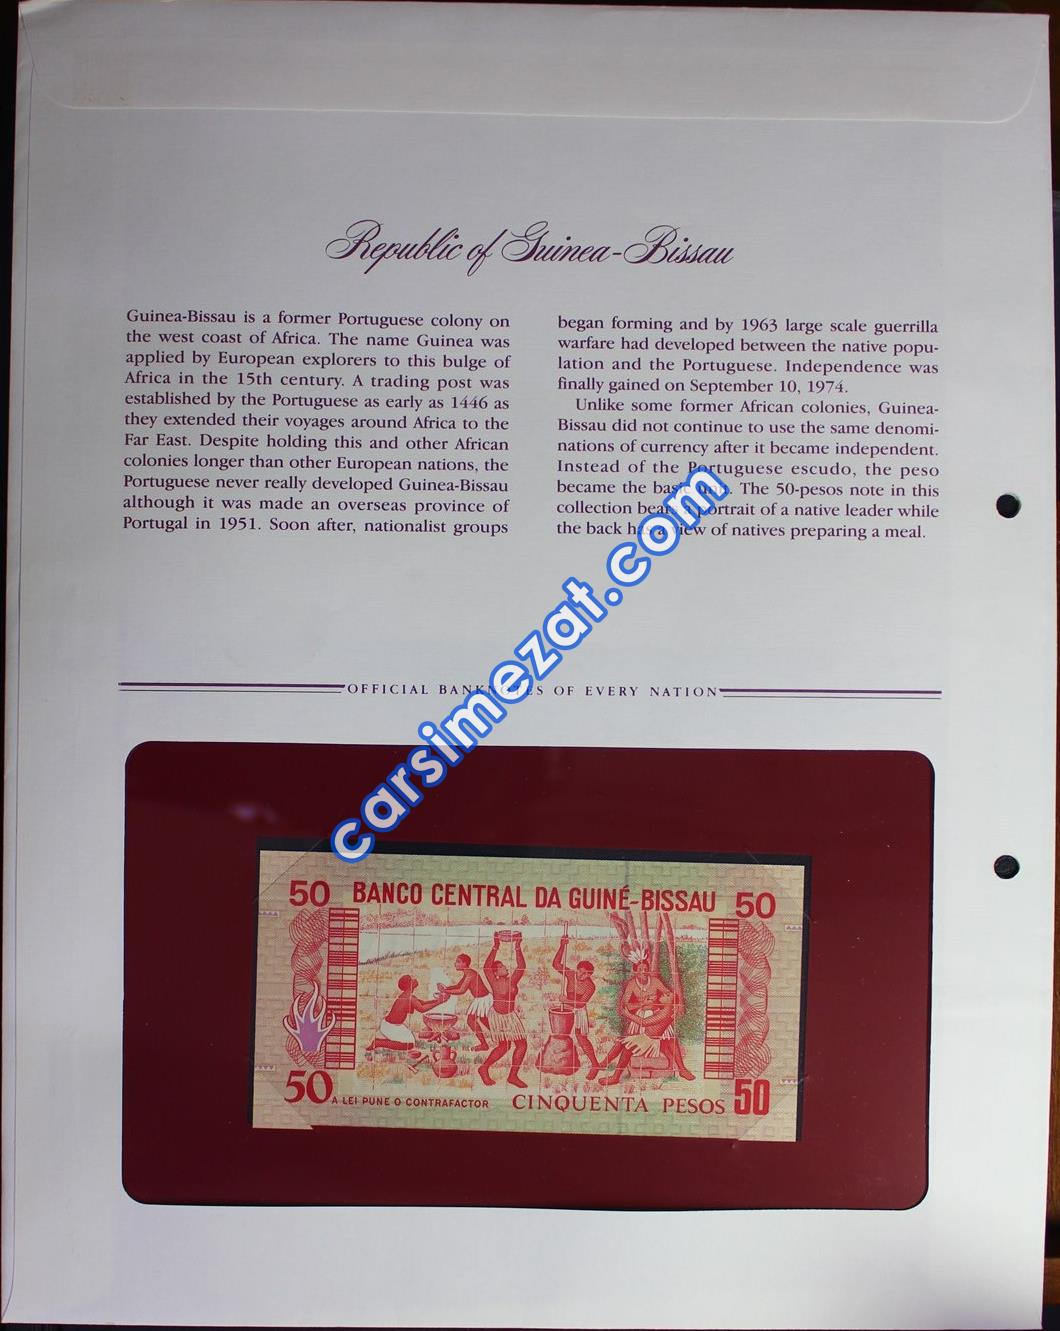 Republic of Guinea-Bissau
Guinea-Bissau is a former Portuguese colony on
the west coast of Africa. The name Guinea was
applied by European explorers to this bulge of
Africa in the 15th century. A trading post was
established by the Portuguese as early as 1446 as
they extended their voyages around Africa to the
Far East. Despite holding this and other African
colonies longer than other European nations, the
Portuguese never really developed Guinea-Bissau
although it was made an overseas province of
Portugal in 1951. Soon after, nationalist groups
began forming and by 1963 large scale guerrilla
warfare had developed between the native popu-
lation and the Portuguese. Independence was
finally gained on September 10, 1974.
Unlike some former African colonies, Guinea-
Bissau did not continue to use the same denomi-
nations of currency after it became independent.
Instead of the Portuguese escudo, the peso
became the basic unit. The 50-pesos note in this
collection bears a portrait of a native leader while
the back has a view of natives preparing a meal.
OFFICIAL BANKNOTES OF EVERY NATION
carsimezat.com
50 BANCO CENTRAL DA GUINÉ-BISSAU 50
50 A LEI PUNE O CONTRAFACTOR CINQUENTA PESOS 50